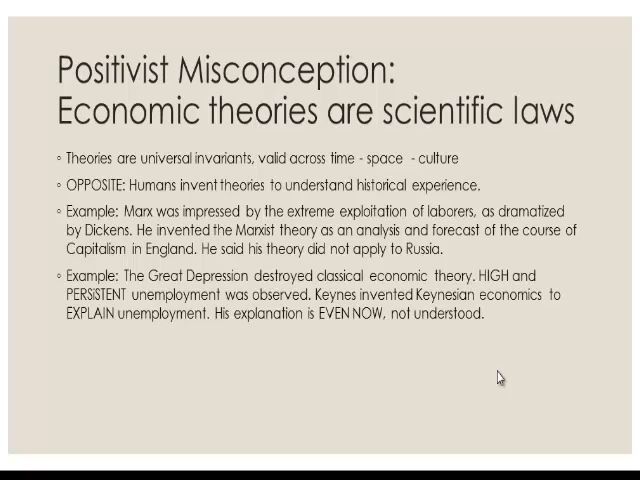 Positivist Misconception:
Economic theories are scientific laws
◦ Theories are universal invariants, valid across time - space - culture
◦ OPPOSITE: Humans invent theories to understand historical experience.
◦ Example: Marx was impressed by the extreme exploitation of laborers, as dramatized
by Dickens. He invented the Marxist theory as an analysis and forecast of the course of
Capitalism in England. He said his theory did not apply to Russia.
◦ Example: The Great Depression destroyed classical economic theory. HIGH and
PERSiSTENT unemployment was observed. Keynes invented Keynesian economics to
EXPLAIN unemployment. His explanation is EVEN NOW, not understood.